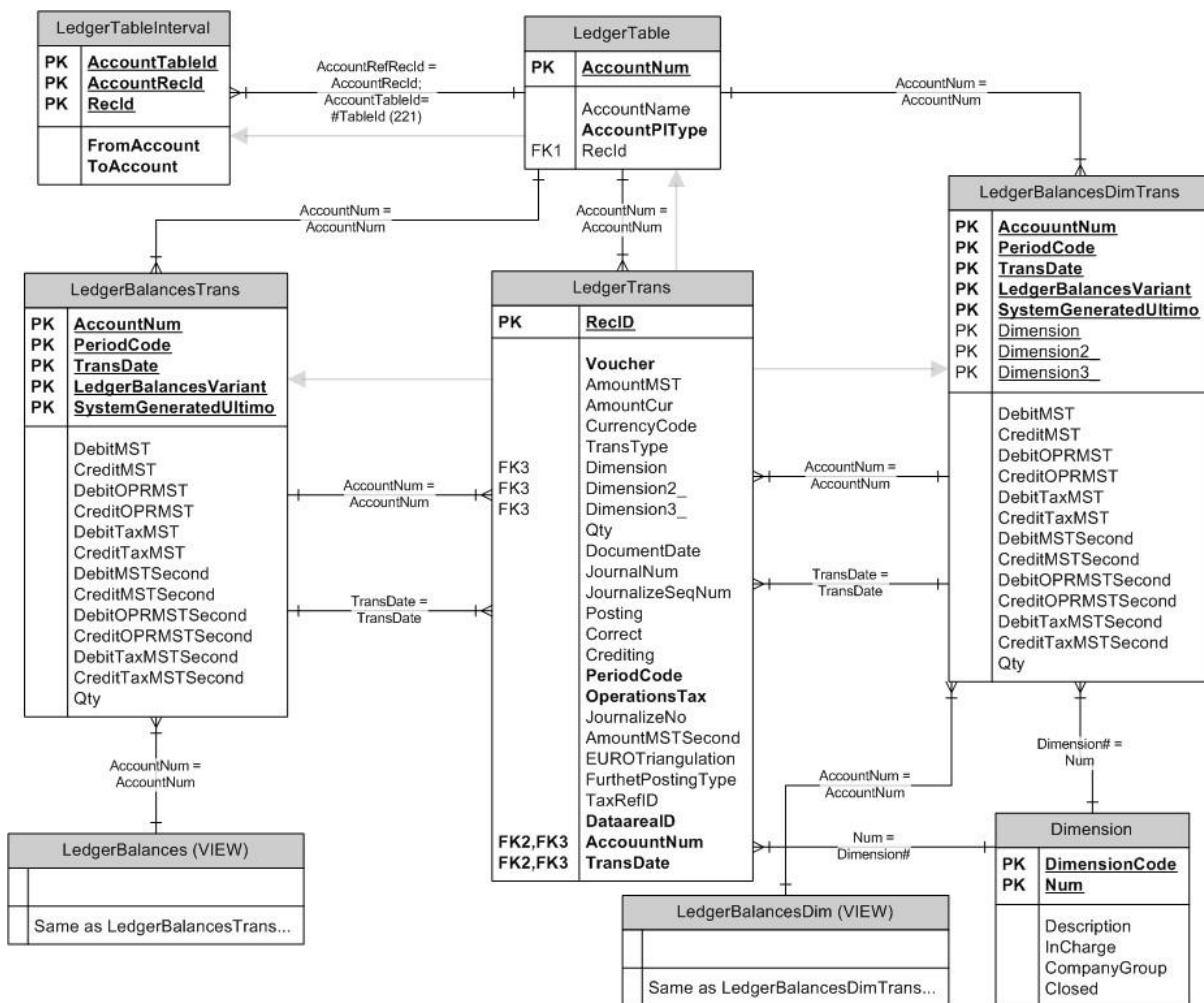 LedgerTableInterval
PK AccountTableId
PK AccountRecId
PK RecId
FromAccount
ToAccount
AccountRefRecId =
AccountRecId;
AccountTableId=
#TableId (221)
LedgerTable
PK AccountNum
AccountName
AccountPlType
FK1 RecId
AccountNum =
AccountNum
AccountNum =
AccountNum
AccountNum =
AccountNum
LedgerBalancesTrans
PK AccountNum
PK PeriodCode
PK TransDate
PK LedgerBalancesVariant
PK SystemGeneratedUltimo
DebitMST
CreditMST
DebitOPRMST
CreditOPRMST
DebitTaxMST
CreditTaxMST
DebitMSTSecond
CreditMSTSecond
DebitOPRMSTSecond
CreditOPRMSTSecond
DebitTaxMSTSecond
CreditTaxMSTSecond
Qty
AccountNum =
AccountNum
TransDate =
TransDate
LedgerTrans
PK RecID
Voucher
AmountMST
AmountCur
CurrencyCode
TransType
FK3 Dimension
FK3 Dimension2_
FK3 Dimension3_
Qty
DocumentDate
JournalNum
JournalizeSeqNum
Posting
Correct
Crediting
PeriodCode
OperationsTax
JournalizeNo
AmountMSTSecond
EUROTriangulation
FurthetPostingType
TaxRefID
DataareaID
FK2,FK3 AccouuntNum
FK2,FK3 TransDate
AccountNum =
AccountNum
TransDate =
TransDate
LedgerBalancesDimTrans
PK AccouuntNum
PK PeriodCode
PK TransDate
PK LedgerBalancesVariant
PK SystemGeneratedUltimo
PK Dimension
PK Dimension2_
PK Dimension3_
DebitMST
CreditMST
DebitOPRMST
CreditOPRMST
DebitTaxMST
CreditTaxMST
DebitMSTSecond
CreditMSTSecond
DebitOPRMSTSecond
CreditOPRMSTSecond
DebitTaxMSTSecond
CreditTaxMSTSecond
Qty
AccountNum =
AccountNum
LedgerBalances (VIEW)
Same as LedgerBalancesTrans...
AccountNum =
AccountNum
Dimension# =
Num
Num =
Dimension#
LedgerBalancesDim (VIEW)
Same as LedgerBalancesDimTrans...
Dimension
PK DimensionCode
PK Num
Description
InCharge
CompanyGroup
Closed